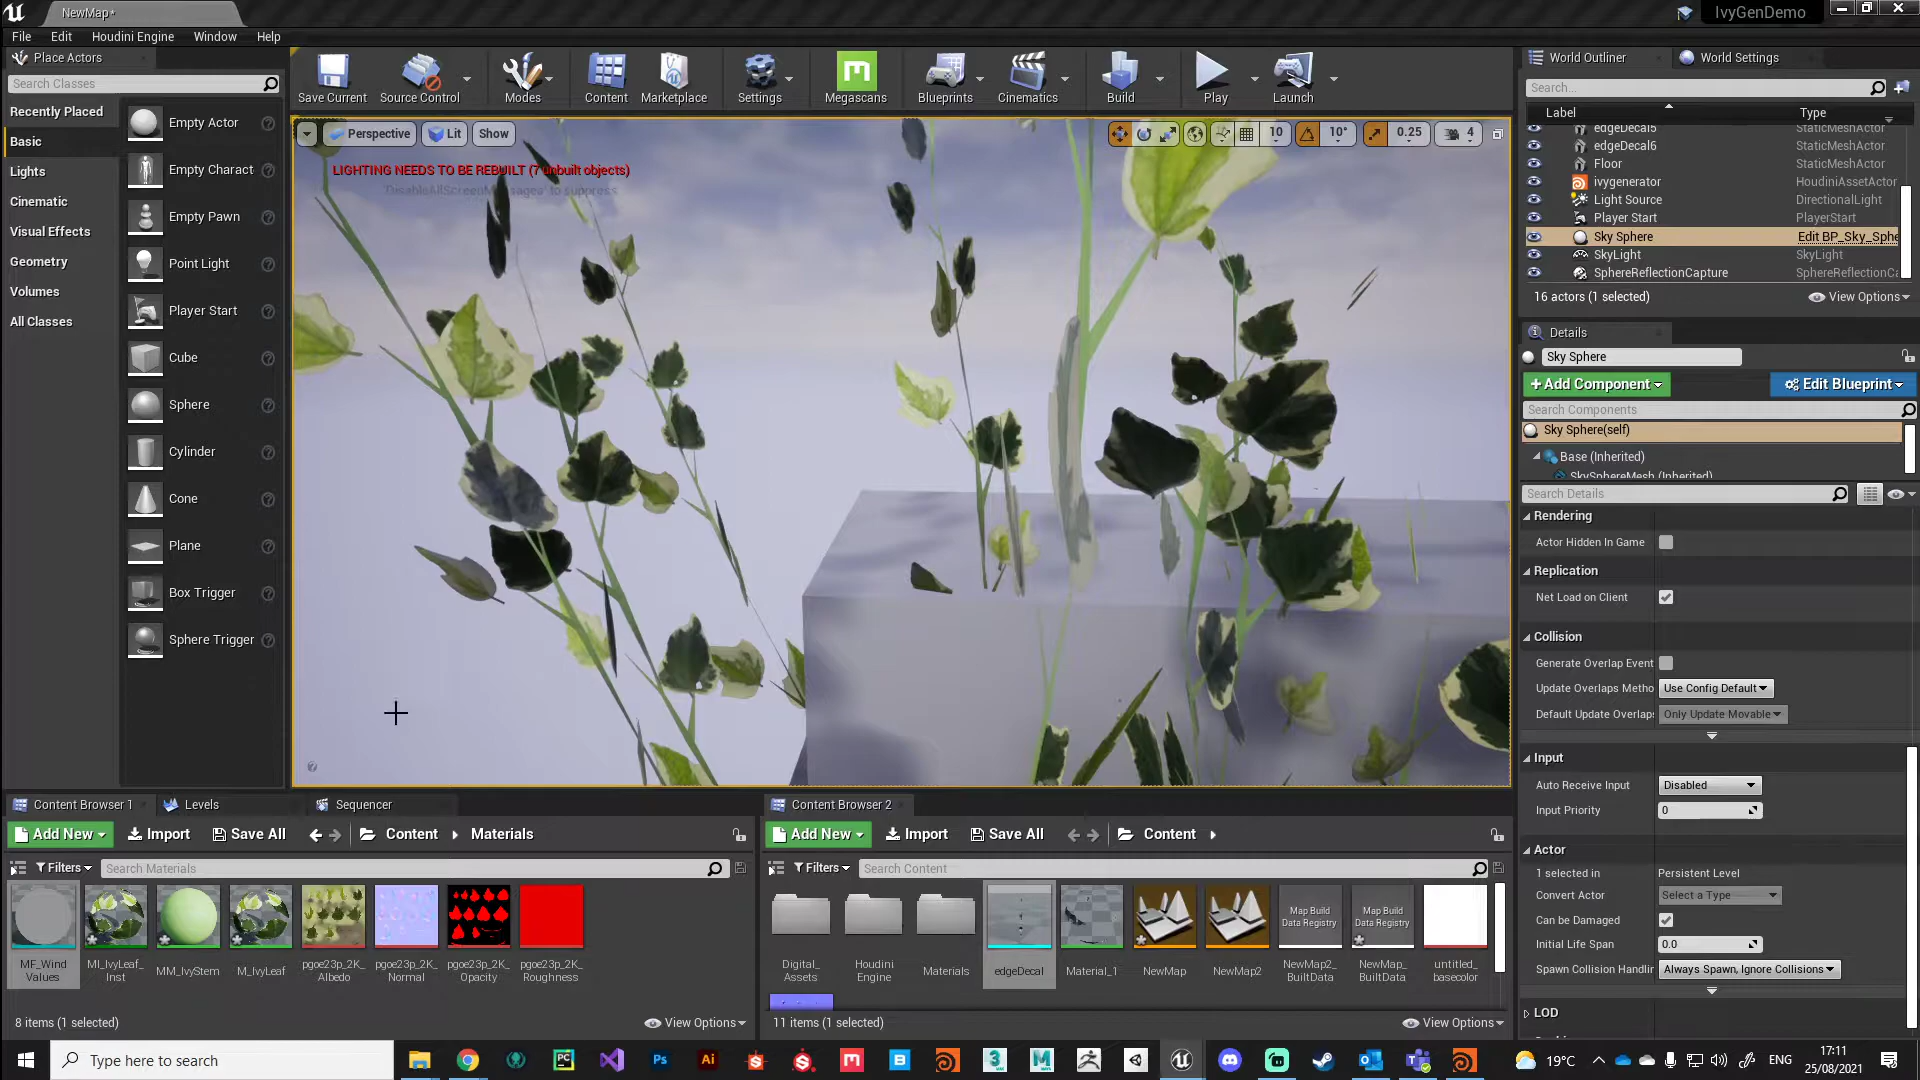 NewMap*
IvyGenDemo
File Edit Houdini Engine Window Help
Place Actors
Search Classes
Recently Placed
Basic
Lights
Cinematic
Visual Effects
Geometry
Volumes
All Classes
Empty Actor
Empty Charact
Empty Pawn
Point Light
Player Start
Cube
Sphere
Cylinder
Cone
Plane
Box Trigger
Sphere Trigger
Save Current
Source Control
Modes
Content
Marketplace
Settings
Megascans
Blueprints
Cinematics
Build
Play
Launch
Perspective Lit Show
10 10° 0.25 4
LIGHTING NEEDS TO BE REBUILT (7 unbuilt objects)
'DisableAllScreenMessages' to suppress
World Outliner World Settings
Search...
Label Type
edgeDecal5 StaticMeshActor
edgeDecal6 StaticMeshActor
Floor StaticMeshActor
ivygenerator HoudiniAssetActor
Light Source DirectionalLight
Player Start PlayerStart
Sky Sphere Edit BP_Sky_Sphe
SkyLight SkyLight
SphereReflectionCapture SphereReflectionCa
16 actors (1 selected) View Options
Details
Sky Sphere
+Add Component Edit Blueprint
Search Components
Sky Sphere(self)
Base (Inherited)
SkySphereMesh (Inherited)
Search Details
Rendering
Actor Hidden In Game
Replication
Net Load on Client
Collision
Generate Overlap Event
Update Overlaps Metho Use Config Default
Default Update Overlaps Only Update Movable
Input
Auto Receive Input Disabled
Input Priority 0
Actor
1 selected in Persistent Level
Convert Actor Select a Type
Can be Damaged
Initial Life Span 0.0
Spawn Collision Handlin Always Spawn, Ignore Collisions
LOD
Content Browser 1 Levels Sequencer
Add New Import Save All Content Materials
Filters Search Materials
MF_Wind
Values
MI_IvyLeaf_
Inst
MM_IvyStem
M_IvyLeaf
pgoe23p_2K_
Albedo
pgoe23p_2K_
Normal
pgoe23p_2K_
Opacity
pgoe23p_2K_
Roughness
8 items (1 selected) View Options
Content Browser 2
Add New Import Save All Content
Filters Search Content
Map Build
Data Registry
Map Build
Data Registry
Digital_
Assets
Houdini
Engine
Materials
edgeDecal
Material_1
NewMap
NewMap2
NewMap2_
BuiltData
NewMap_
BuiltData
untitled_
basecolor
11 items (1 selected) View Options
Type here to search
PC
Ps
Ai
3
M
19°C
ENG
17:11
25/08/2021